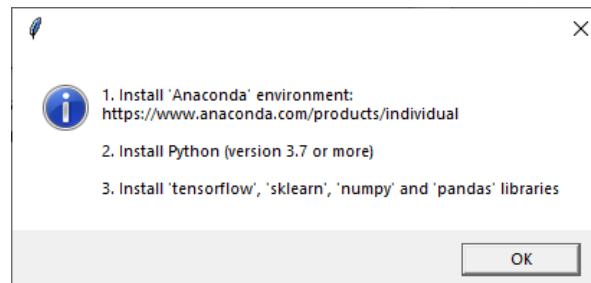 1. Install 'Anaconda' environment:
https://www.anaconda.com/products/individual
2. Install Python (version 3.7 or more)
3. Install 'tensorflow', 'sklearn', 'numpy' and 'pandas' libraries
OK